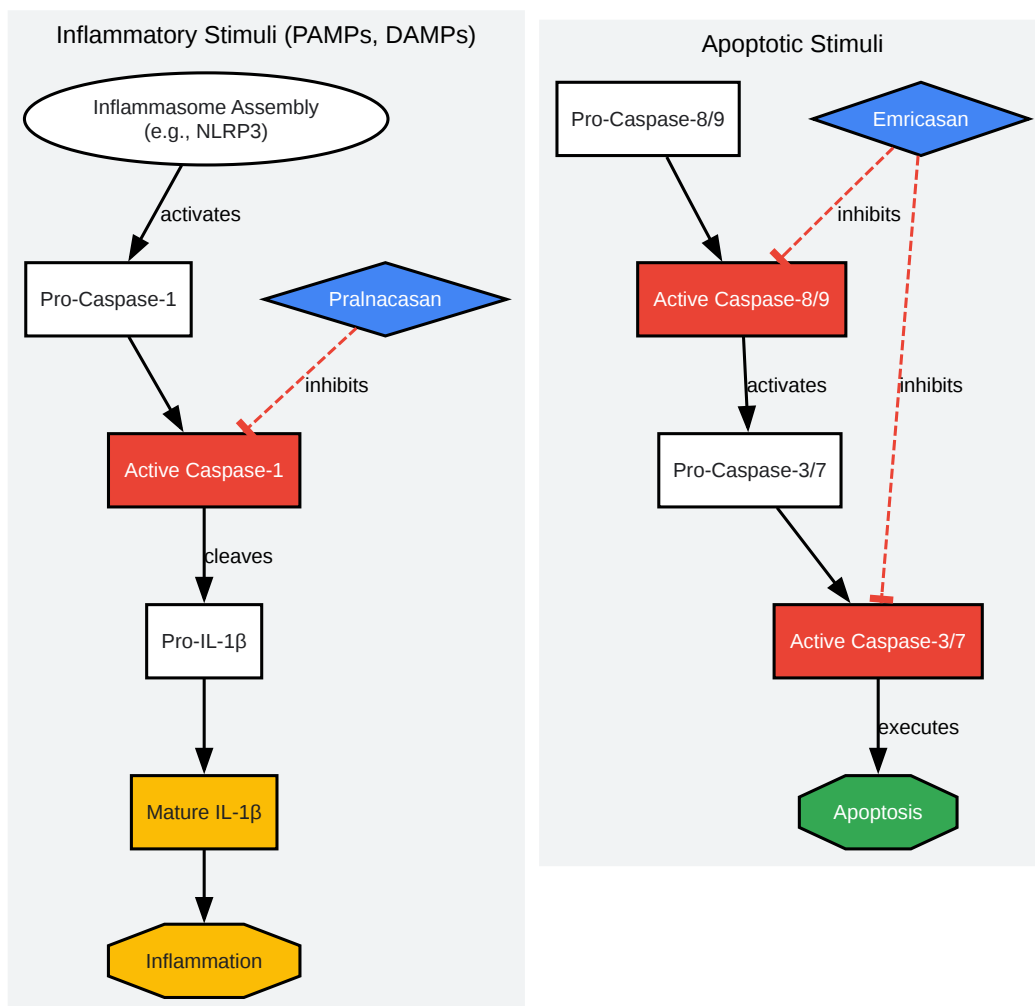 Inflammatory Stimuli (PAMPs, DAMPs)
Inflammasome Assembly
(e.g., NLRP3)
activates
Pro-Caspase-1
Pralnacasan
inhibits
Active Caspase-1
cleaves
Pro-IL-1β
Mature IL-1β
Inflammation
Apoptotic Stimuli
Pro-Caspase-8/9
Emricasan
inhibits
Active Caspase-8/9
activates
inhibits
Pro-Caspase-3/7
Active Caspase-3/7
executes
Apoptosis